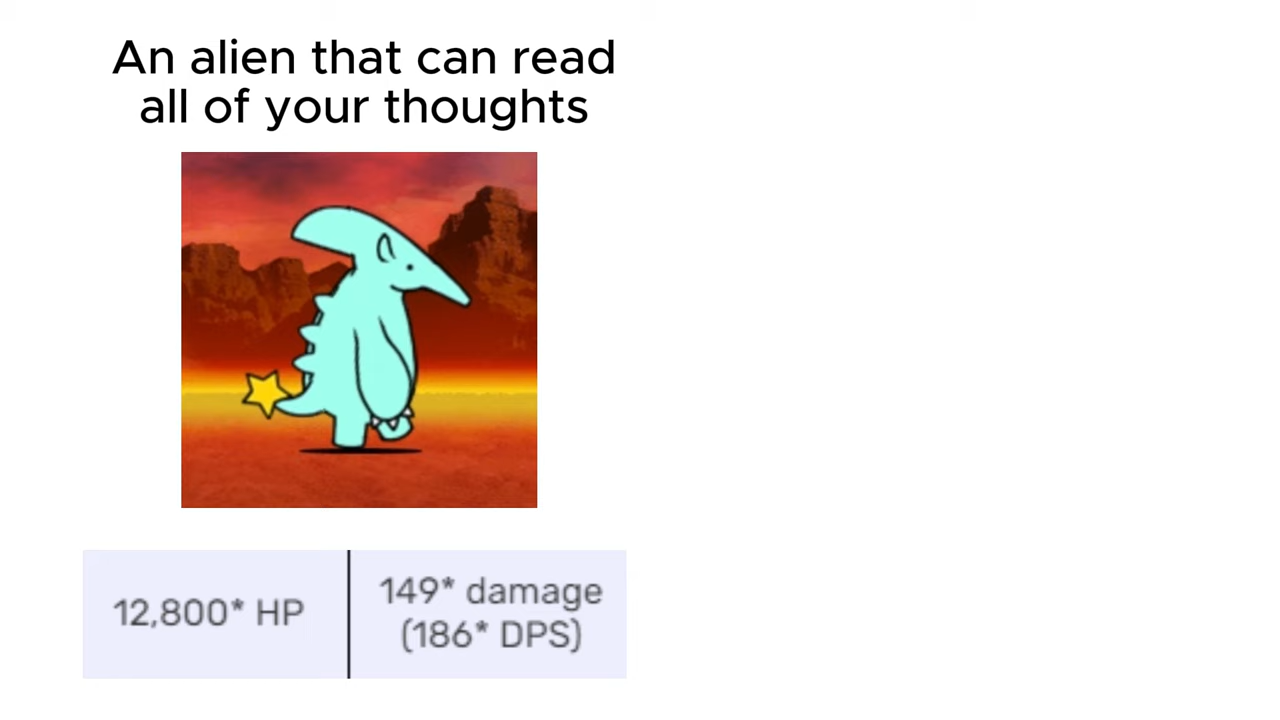 An alien that can read
all of your thoughts
12,800* HP
149* damage
(186* DPS)